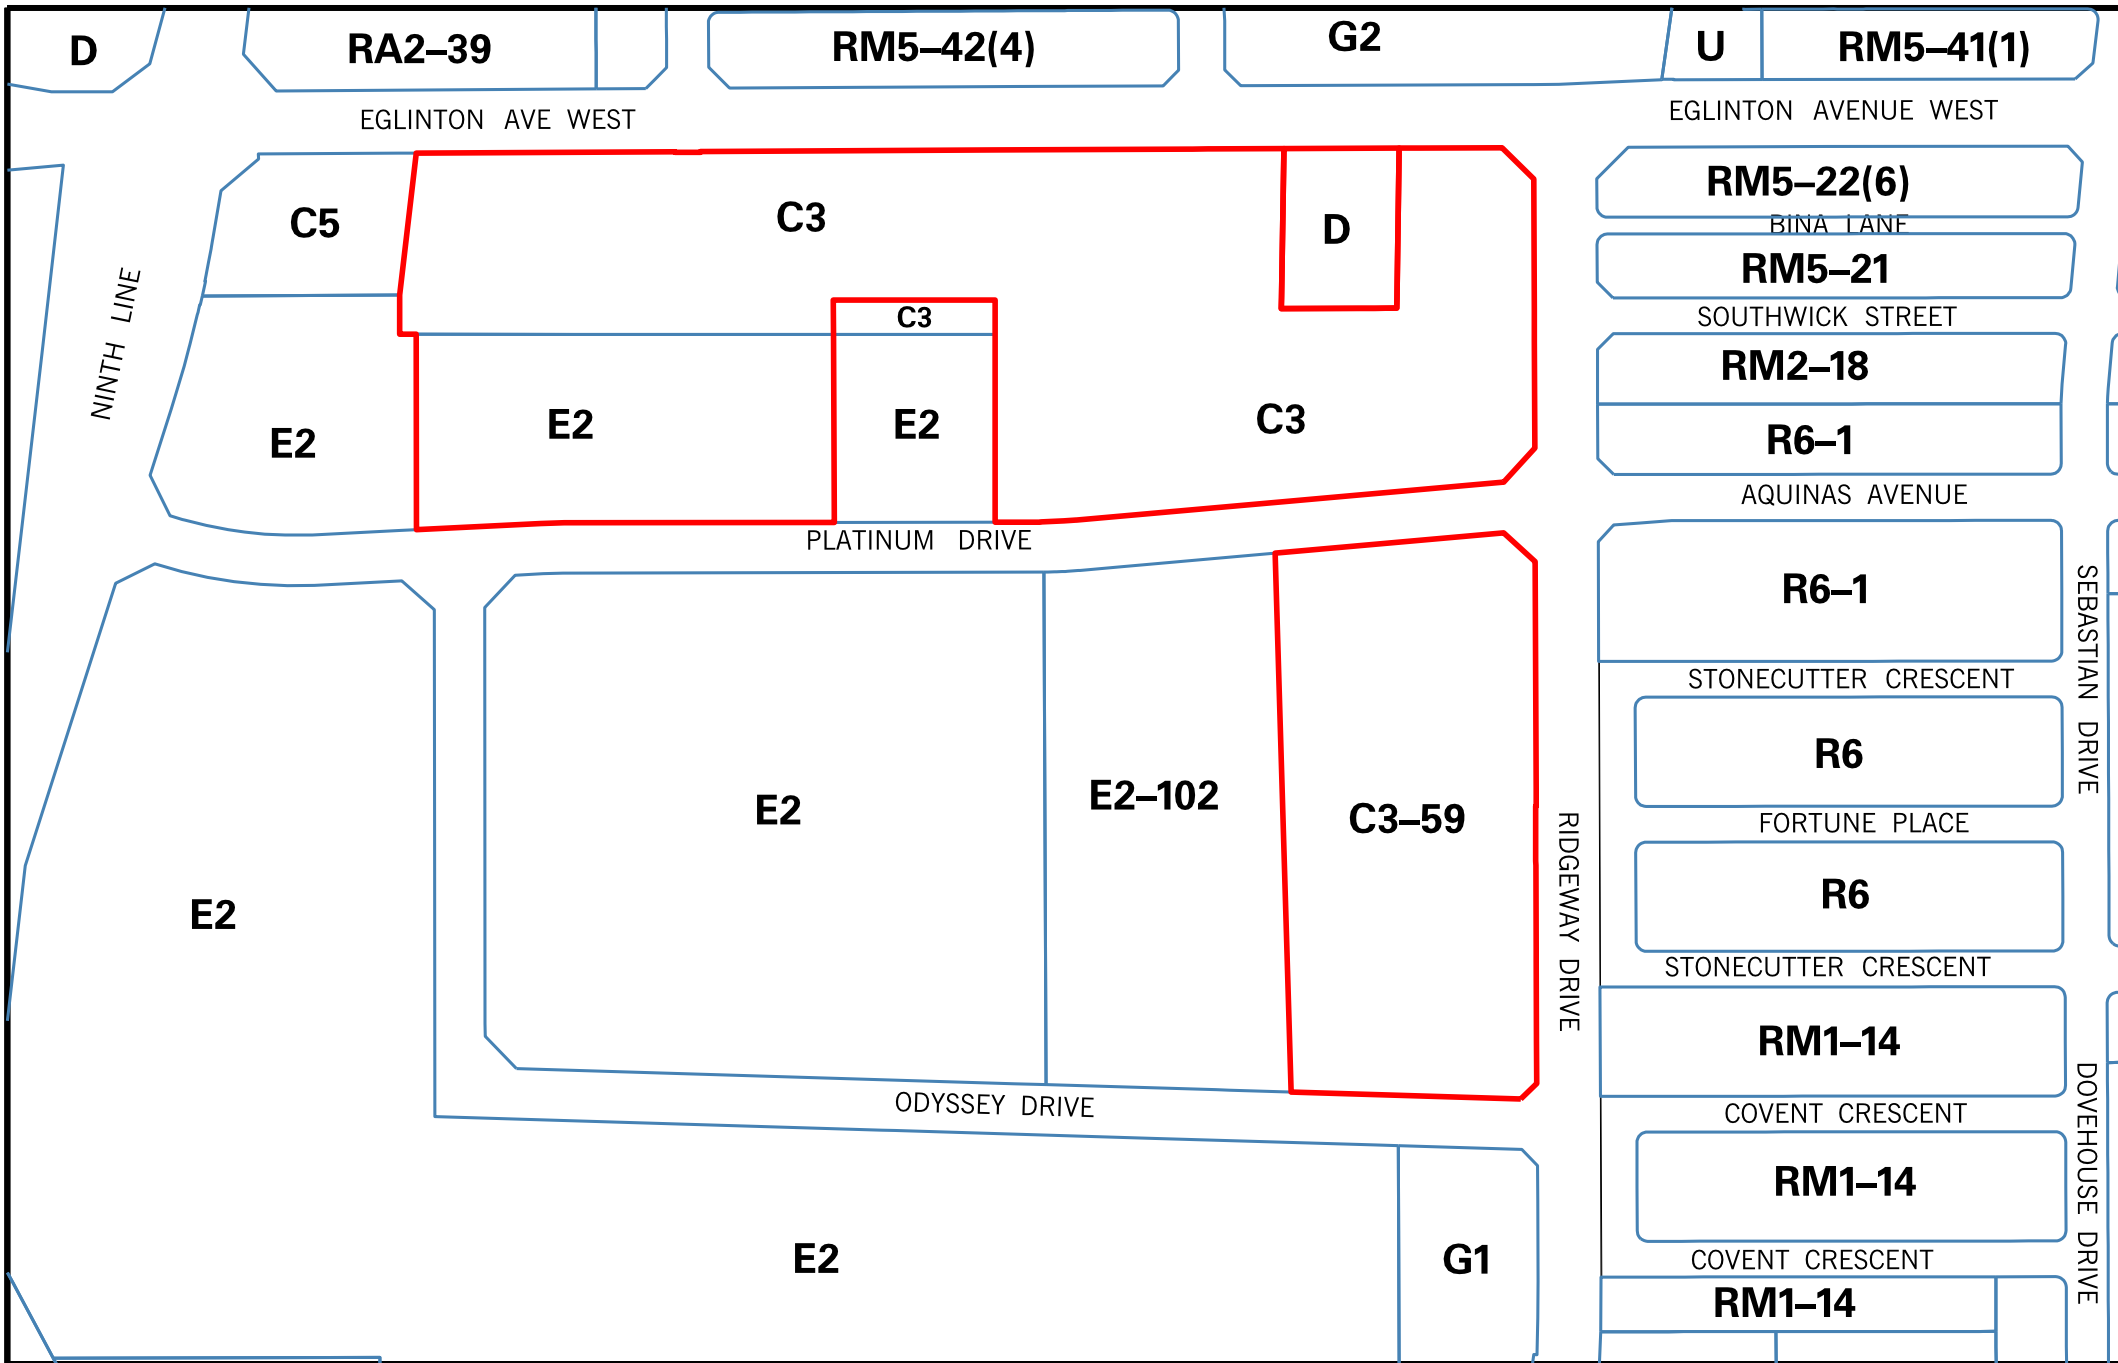 D
RA2–39
RM5–42(4)
G2
U
RM5–41(1)
EGLINTON AVE WEST
EGLINTON AVENUE WEST
C5
C3
D
RM5–22(6)
BINA LANE
RM5–21
NINTH LINE
C3
SOUTHWICK STREET
RM2–18
E2
E2
E2
C3
R6–1
AQUINAS AVENUE
PLATINUM DRIVE
R6–1
SEBASTIAN DRIVE
STONECUTTER CRESCENT
R6
E2
E2–102
C3–59
FORTUNE PLACE
RIDGEWAY DRIVE
R6
E2
STONECUTTER CRESCENT
RM1–14
ODYSSEY DRIVE
COVENT CRESCENT
DOVEHOUSE DRIVE
RM1–14
E2
G1
COVENT CRESCENT
RM1–14